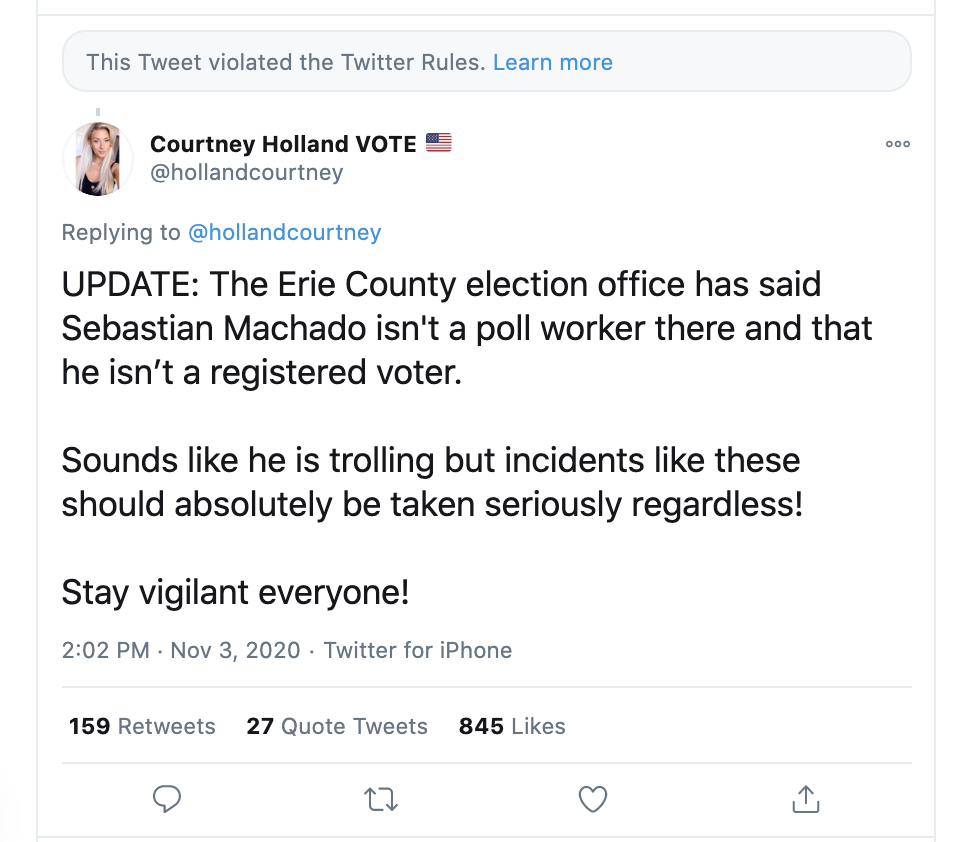 This Tweet violated the Twitter Rules. Learn more
Courtney Holland VOTE 🇺🇸
@hollandcourtney
Replying to @hollandcourtney
UPDATE: The Erie County election office has said
Sebastian Machado isn't a poll worker there and that
he isn’t a registered voter.
Sounds like he is trolling but incidents like these
should absolutely be taken seriously regardless!
Stay vigilant everyone!
2:02 PM · Nov 3, 2020 · Twitter for iPhone
159 Retweets 27 Quote Tweets 845 Likes